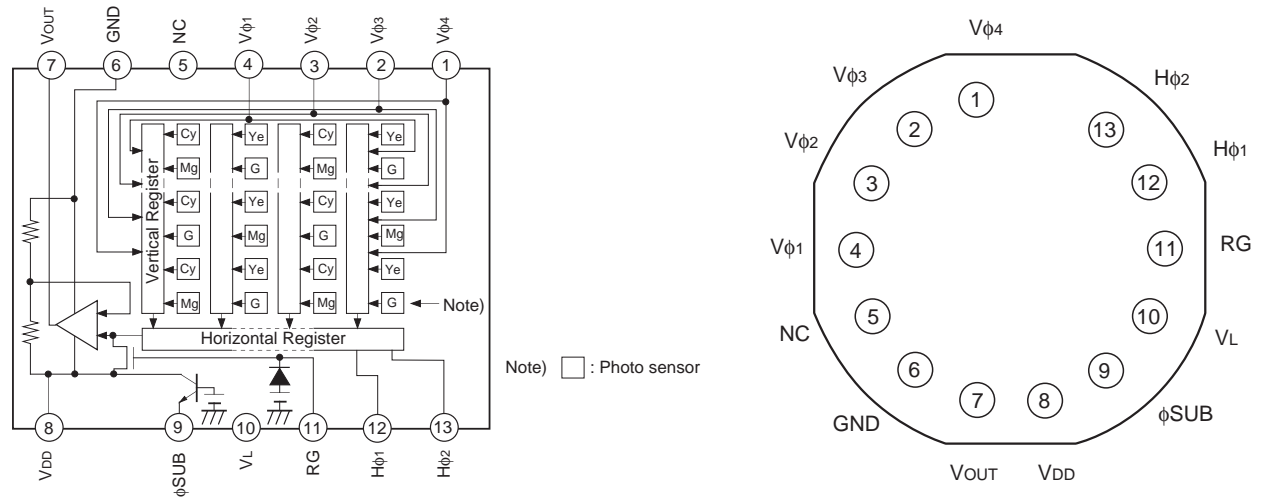 VOUT GND NC Vφ1 Vφ2 Vφ3 Vφ4
7 6 5 4 3 2 1
Cy Ye Cy Ye
Mg G Mg G
Cy Ye Cy Ye
G Mg G Mg
Cy Ye Cy Ye
Mg G Mg G
Vertical Register
Note)
Horizontal Register
8 9 10 11 12 13
VDD φSUB VL RG Hφ1 Hφ2
Note) : Photo sensor
Vφ4
Vφ3
Hφ2
1
2
13
Vφ2
Hφ1
3
12
Vφ1
4
11
RG
5
10
NC
VL
6
9
7
8
GND
φSUB
VOUT
VDD